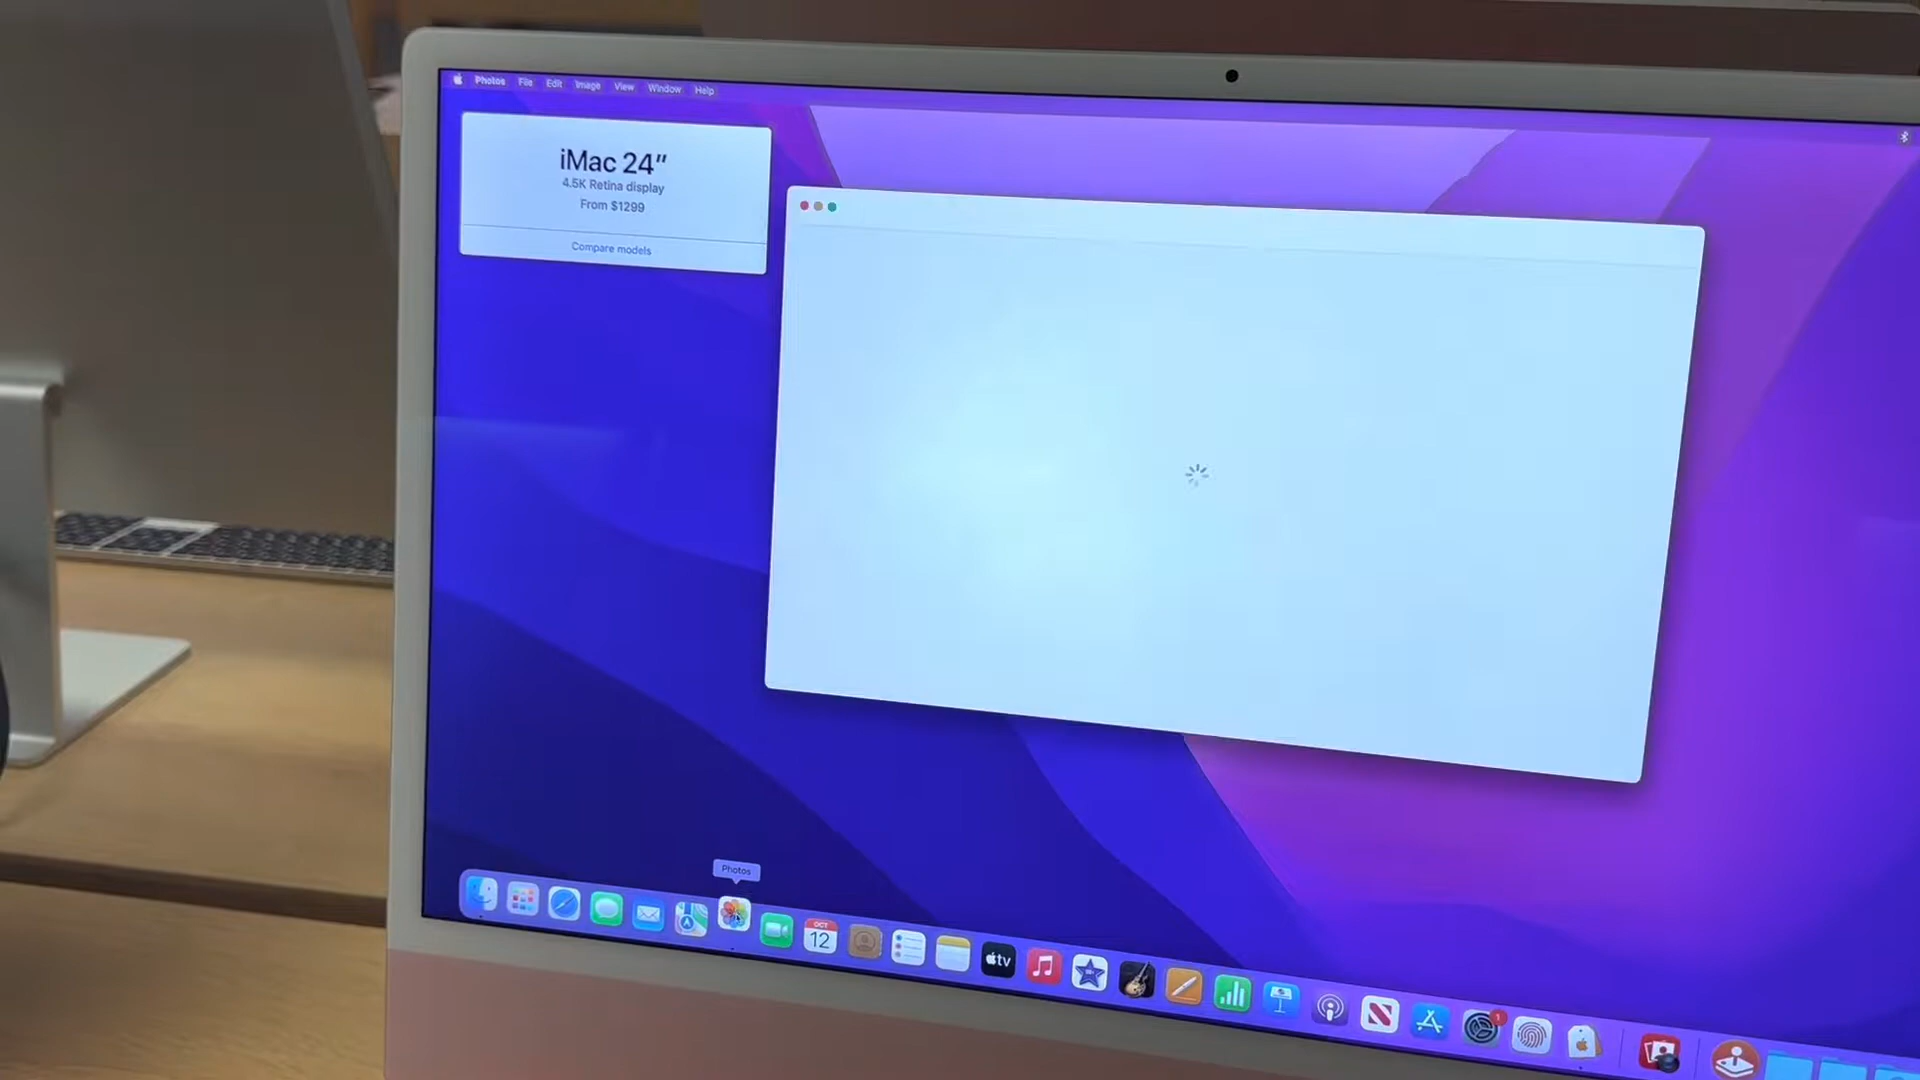 Photos File Edit Image View Window Help
iMac 24"
4.5K Retina display
From $1299
Compare models
Photos
OCT
12
tv
1